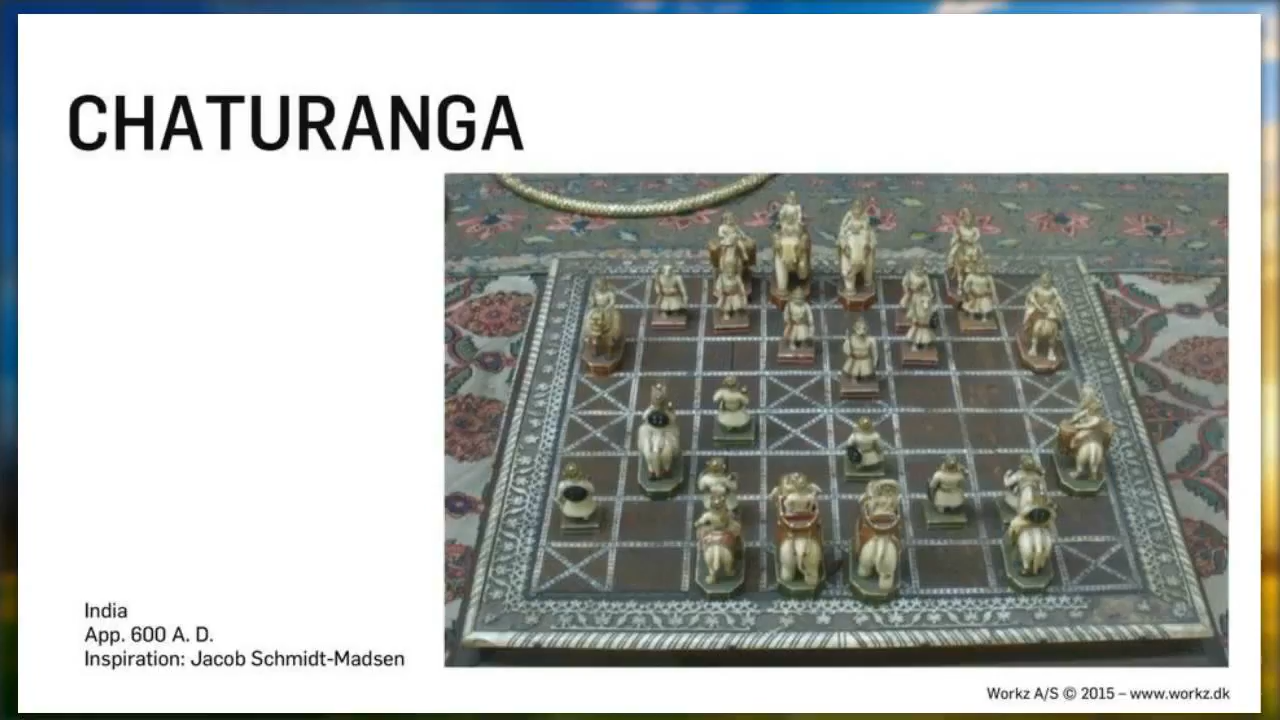 CHATURANGA
India
App. 600 A. D.
Inspiration: Jacob Schmidt-Madsen
Workz A/S © 2015 – www.workz.dk